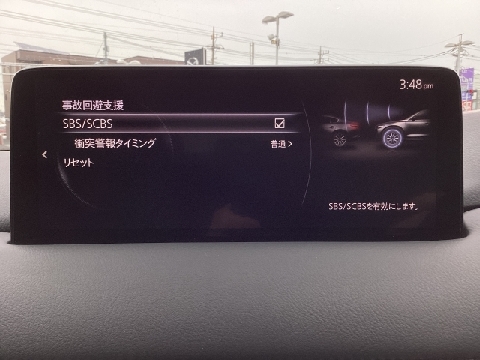 3:48pm
事故回避支援
SBS/SCBS
衝突警報タイミング 普通
リセット
SBS/SCBSを有効にします。